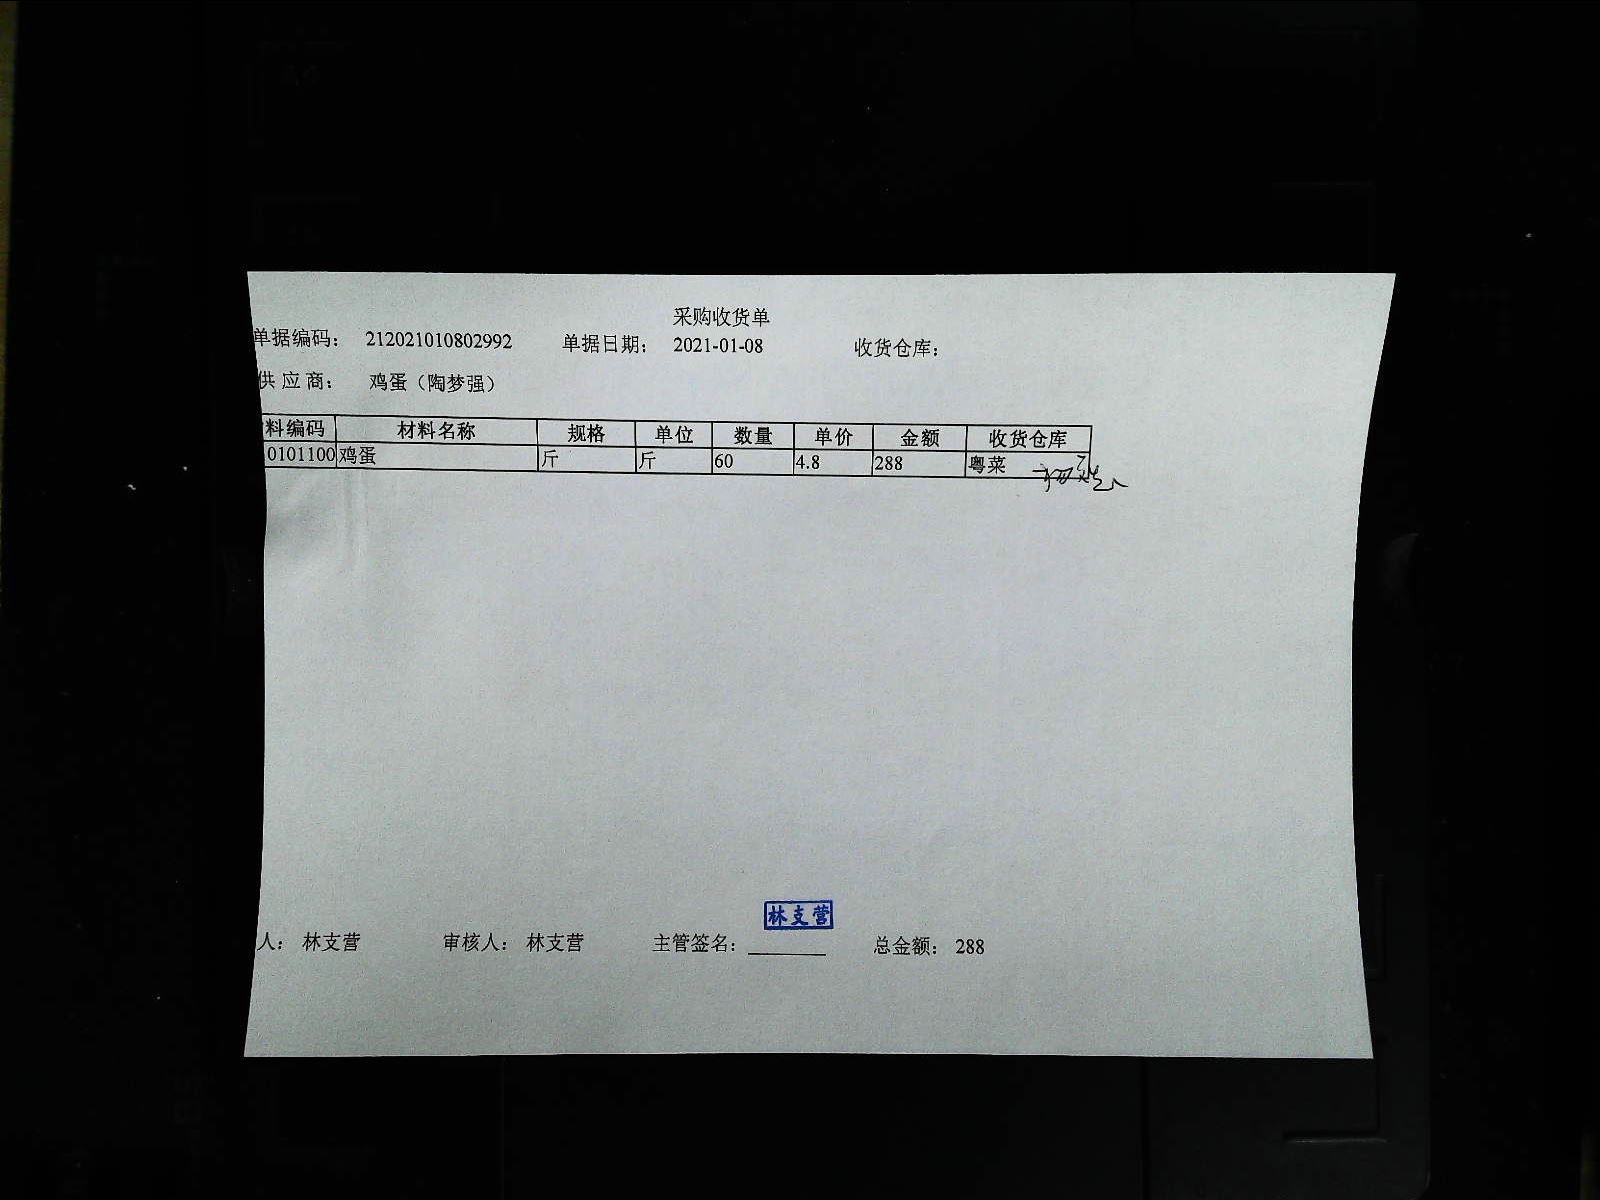 采购收货单
单据编码： 212021010802992 单据日期： 2021-01-08 收货仓库：
供应商： 鸡蛋（陶梦强）
料编码 材料名称 规格 单位 数量 单价 金额 收货仓库
0101100 鸡蛋 斤 斤 60 4.8 288 粤菜
林支营
人： 林支营 审核人： 林支营 主管签名： 总金额： 288